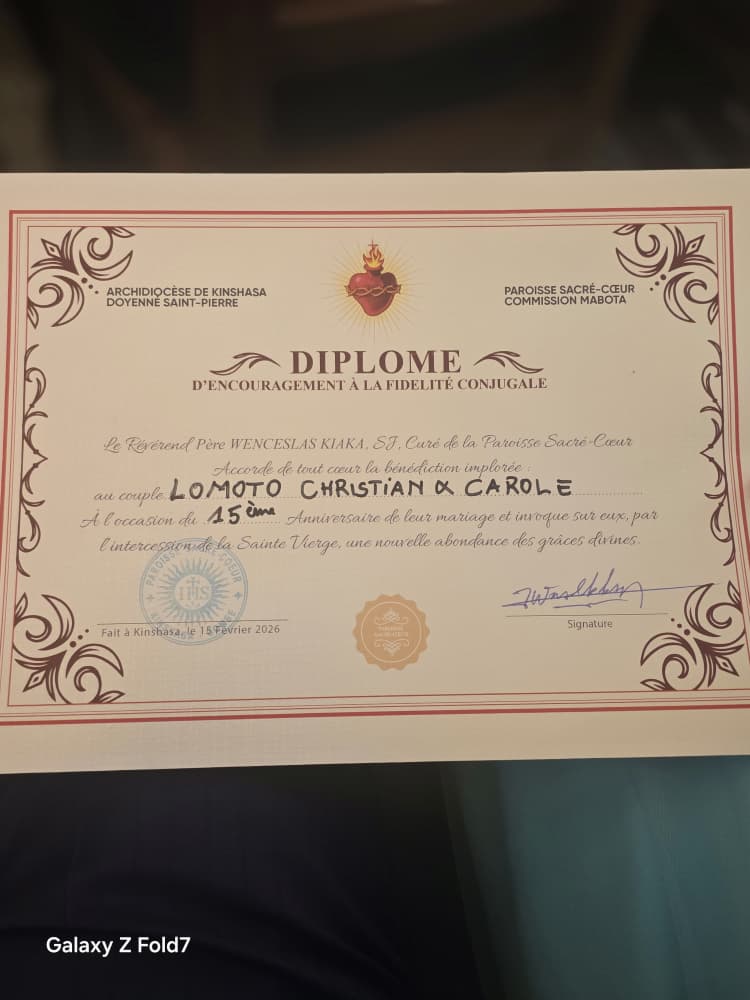 ARCHIDIOCÈSE DE KINSHASA
DOYENNÉ SAINT-PIERRE
PAROISSE SACRÉ-CŒUR
COMMISSION MABOTA
DIPLOME
D'ENCOURAGEMENT À LA FIDELITÉ CONJUGALE
Le Révérend Père WENCESLAS KIAKA, SJ, Curé de la Paroisse Sacré-Cœur
Accorde de tout cœur la bénédiction implorée :
au couple LOMOTO CHRISTIAN & CAROLE
À l'occasion du 15ème Anniversaire de leur mariage et invoque sur eux, par
l'intercession de la Sainte Vierge, une nouvelle abondance des grâces divines.
IHS
Fait à Kinshasa, le 15 Février 2026
Signature
Galaxy Z Fold7